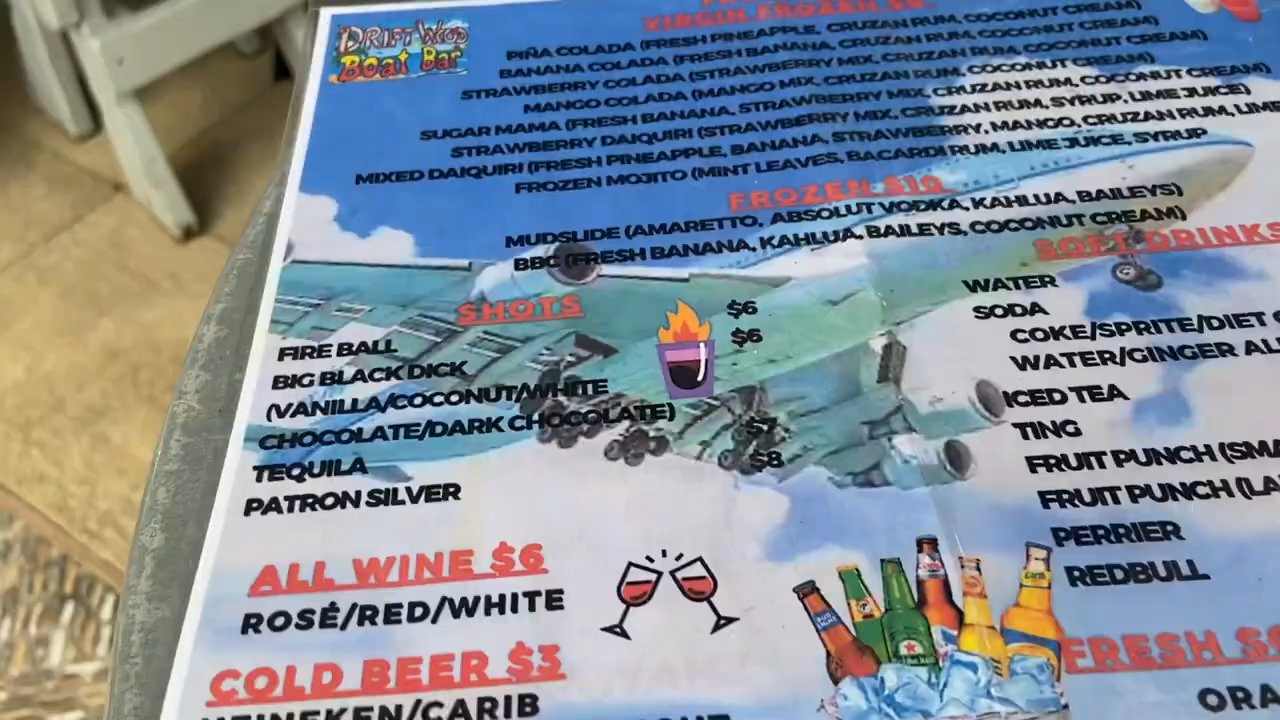 DRIFTWOOD
Boat Bar
VIRGIN FROZEN
PIÑA COLADA (FRESH PINEAPPLE, CRUZAN RUM, COCONUT CREAM)
BANANA COLADA (FRESH BANANA, CRUZAN RUM, COCONUT CREAM)
STRAWBERRY COLADA (STRAWBERRY MIX, CRUZAN RUM, COCONUT CREAM)
MANGO COLADA (MANGO MIX, CRUZAN RUM, COCONUT CREAM)
SUGAR MAMA (FRESH BANANA, STRAWBERRY MIX, CRUZAN RUM, COCONUT CREAM)
STRAWBERRY DAIQUIRI (STRAWBERRY MIX, CRUZAN RUM, SYRUP, LIME JUICE)
MIXED DAIQUIRI (FRESH PINEAPPLE, BANANA, STRAWBERRY, MANGO, CRUZAN RUM, LIME
FROZEN MOJITO (MINT LEAVES, BACARDI RUM, LIME JUICE, SYRUP
FROZEN $10
MUDSLIDE (AMARETTO, ABSOLUT VODKA, KAHLUA, BAILEYS)
BBC (FRESH BANANA, KAHLUA, BAILEYS, COCONUT CREAM)
SHOTS
FIRE BALL $6
BIG BLACK DICK $6
(VANILLA/COCONUT/WHITE
CHOCOLATE/DARK CHOCOLATE)
TEQUILA $7
PATRON SILVER $8
ALL WINE $6
ROSÉ/RED/WHITE
COLD BEER $3
HEINEKEN/CARIB
SOFT DRINKS
WATER
SODA
COKE/SPRITE/DIET
WATER/GINGER ALE
ICED TEA
TING
FRUIT PUNCH (SMA
FRUIT PUNCH (LA
PERRIER
REDBULL
FRESH
ORA